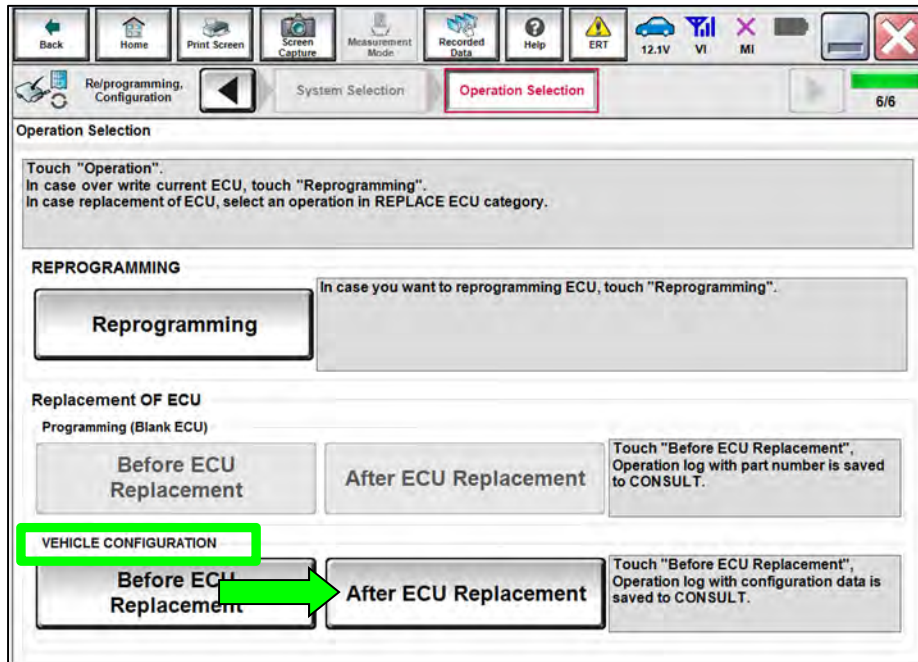 Back
Home
Print Screen
Screen
Capture
Measurement
Mode
Recorded
Data
Help
ERT
12.1V
VI
MI
Re/programming,
Configuration
System Selection
Operation Selection
6/6
Operation Selection
Touch "Operation".
In case over write current ECU, touch "Reprogramming".
In case replacement of ECU, select an operation in REPLACE ECU category.
REPROGRAMMING
Reprogramming
In case you want to reprogramming ECU, touch "Reprogramming".
Replacement OF ECU
Programming (Blank ECU)
Before ECU
Replacement
After ECU Replacement
Touch "Before ECU Replacement",
Operation log with part number is saved
to CONSULT.
VEHICLE CONFIGURATION
Before ECU
Replacement
After ECU Replacement
Touch "Before ECU Replacement",
Operation log with configuration data is
saved to CONSULT.